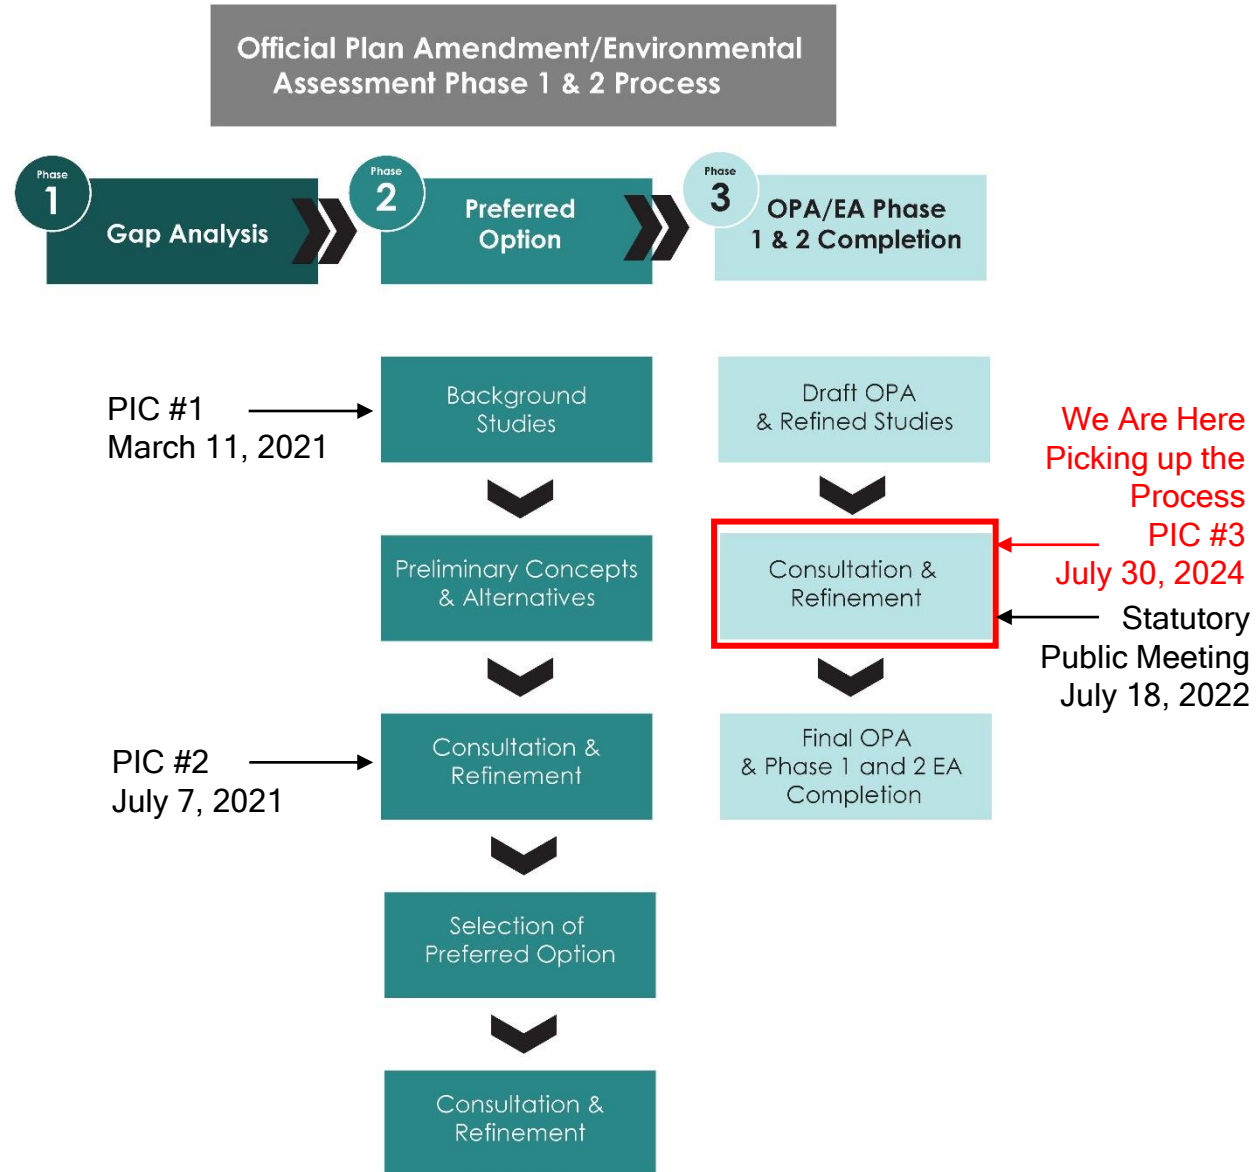 Official Plan Amendment/Environmental
Assessment Phase 1 & 2 Process
Phase
1
Gap Analysis
Phase
2
Preferred
Option
Phase
3
OPA/EA Phase
1 & 2 Completion
PIC #1
March 11, 2021
Background
Studies
Preliminary Concepts
& Alternatives
PIC #2
July 7, 2021
Consultation &
Refinement
Selection of
Preferred Option
Consultation &
Refinement
Draft OPA
& Refined Studies
Consultation &
Refinement
Final OPA
& Phase 1 and 2 EA
Completion
We Are Here
Picking up the
Process
PIC #3
July 30, 2024
Statutory
Public Meeting
July 18, 2022